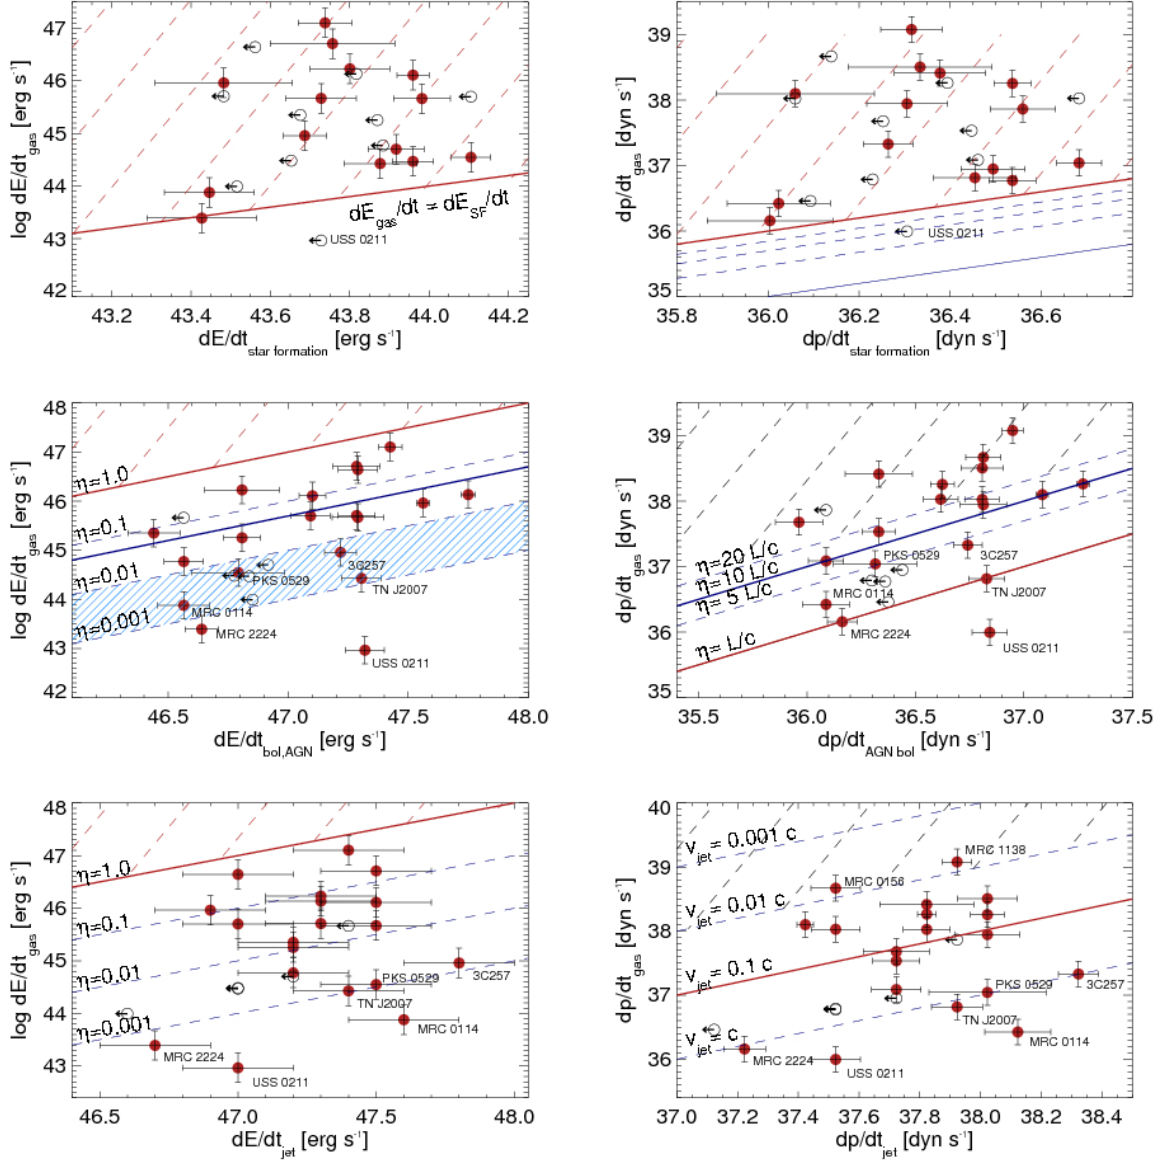 47
46
45
44
43
42
log dE/dt_gas [erg s⁻¹]
dE_gas/dt = dE_SF/dt
USS 0211
43.2 43.4 43.6 43.8 44.0 44.2
dE/dt_star formation [erg s⁻¹]
39
38
37
36
35
dp/dt_gas [dyn s⁻¹]
USS 0211
35.8 36.0 36.2 36.4 36.6
dp/dt_star formation [dyn s⁻¹]
48
47
46
45
44
43
42
log dE/dt_gas [erg s⁻¹]
η=1.0
η=0.1
η=0.01
η=0.001
3C257
PKS 0529
TN J2007
MRC 0114
MRC 2224
USS 0211
46.5 47.0 47.5 48.0
dE/dt_bol,AGN [erg s⁻¹]
39
38
37
36
35
dp/dt_gas [dyn s⁻¹]
η=20 L/c
η=10 L/c
η= 5 L/c
η= L/c
PKS 0529
3C257
MRC 0114
TN J2007
MRC 2224
USS 0211
35.5 36.0 36.5 37.0 37.5
dp/dt_AGN bol [dyn s⁻¹]
48
47
46
45
44
43
log dE/dt_gas [erg s⁻¹]
η=1.0
η=0.1
η=0.01
η=0.001
PKS 0529
3C257
TN J2007
MRC 0114
MRC 2224
USS 0211
46.5 47.0 47.5 48.0
dE/dt_jet [erg s⁻¹]
40
39
38
37
36
dp/dt_gas [dyn s⁻¹]
v_jet = 0.001 c
v_jet = 0.01 c
v_jet = 0.1 c
v_jet = c
MRC 1138
MRC 0156
3C257
PKS 0529
TN J2007
MRC 0114
MRC 2224
USS 0211
37.0 37.2 37.4 37.6 37.8 38.0 38.2 38.4
dp/dt_jet [dyn s⁻¹]